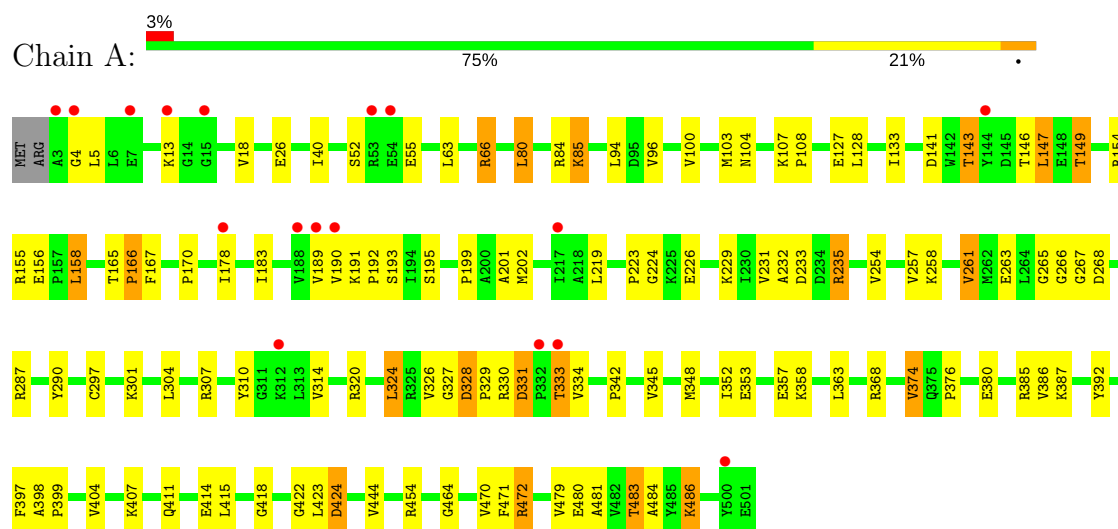 3%
Chain A:
75% 21% •
MET ARG A3 G4 L5 L6 E7 K13 G14 G15 V18 E26 I40 S52 R53 E54 E55 L63 R66 L80 R84 K85 L94 D95 V96 V100 M103 N104 K107 P108 E127 L128 I133 D141 W142 T143 Y144 D145 T146 L147 E148 T149 R154
R155 E156 P157 L158 T165 P166 F167 P170 I178 I183 V188 V189 V190 K191 P192 S193 I194 S195 P199 A200 A201 M202 I217 A218 L219 P223 G224 K225 E226 K229 I230 V231 A232 D233 D234 R235 V254 V257 K258 V261 M262 E263 L264 G265 G266 G267 D268
R287 Y290 C297 K301 L304 R307 Y310 G311 K312 L313 V314 R320 L324 R325 V326 G327 D328 P329 R330 D331 P332 T333 V334 P342 V345 M348 I352 E353 E357 K358 L363 R368 V374 Q375 P376 E380 R385 V386 K387 Y392
F397 A398 P399 V404 K407 Q411 E414 L415 G418 G422 L423 D424 V444 R454 G464 V470 F471 R472 V479 E480 A481 V482 T483 A484 Y485 K486 Y500 E501